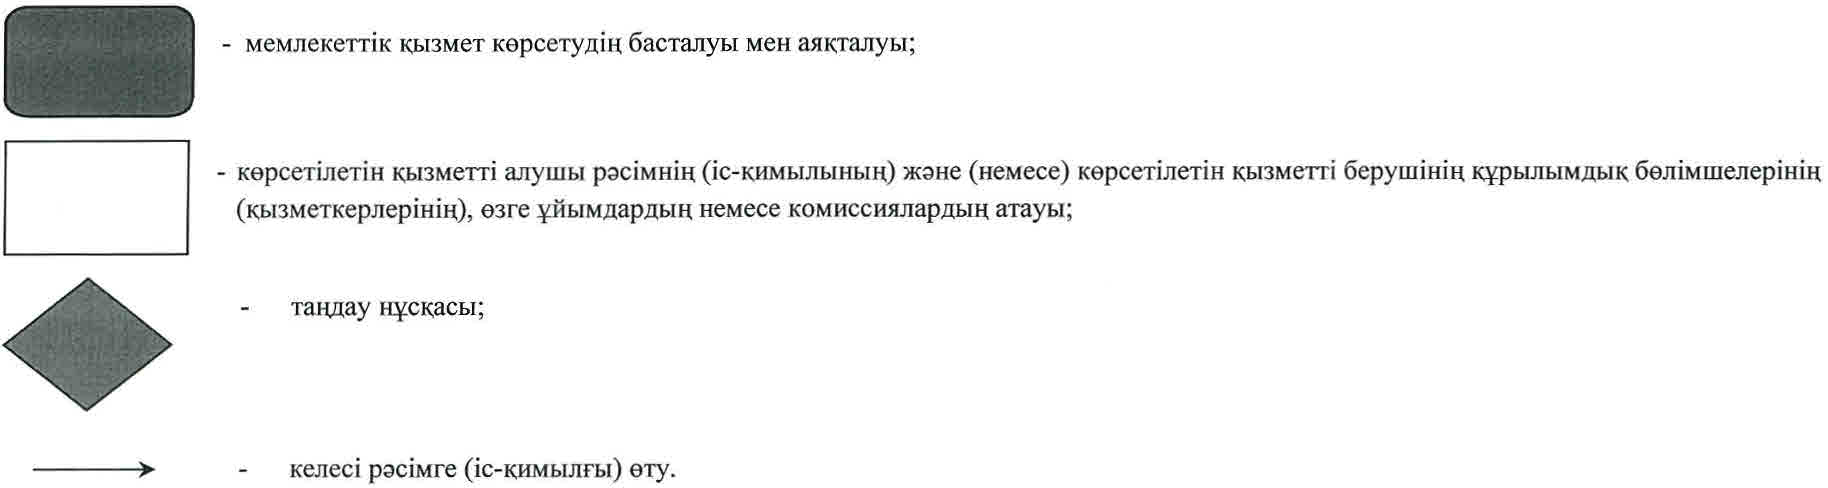 - мемлекеттік қызмет көрсетудің басталуы мен аяқталуы;
- көрсетілетін қызметті алушы рәсімнің (іс-қимылының) және (немесе) көрсетілетін қызметті берушінің құрылымдық бөлімшелерінің
(қызметкерлерінің), өзге ұйымдардың немесе комиссиялардың атауы;
- таңдау нұсқасы;
- келесі рәсімге (іс-қимылғы) өту.